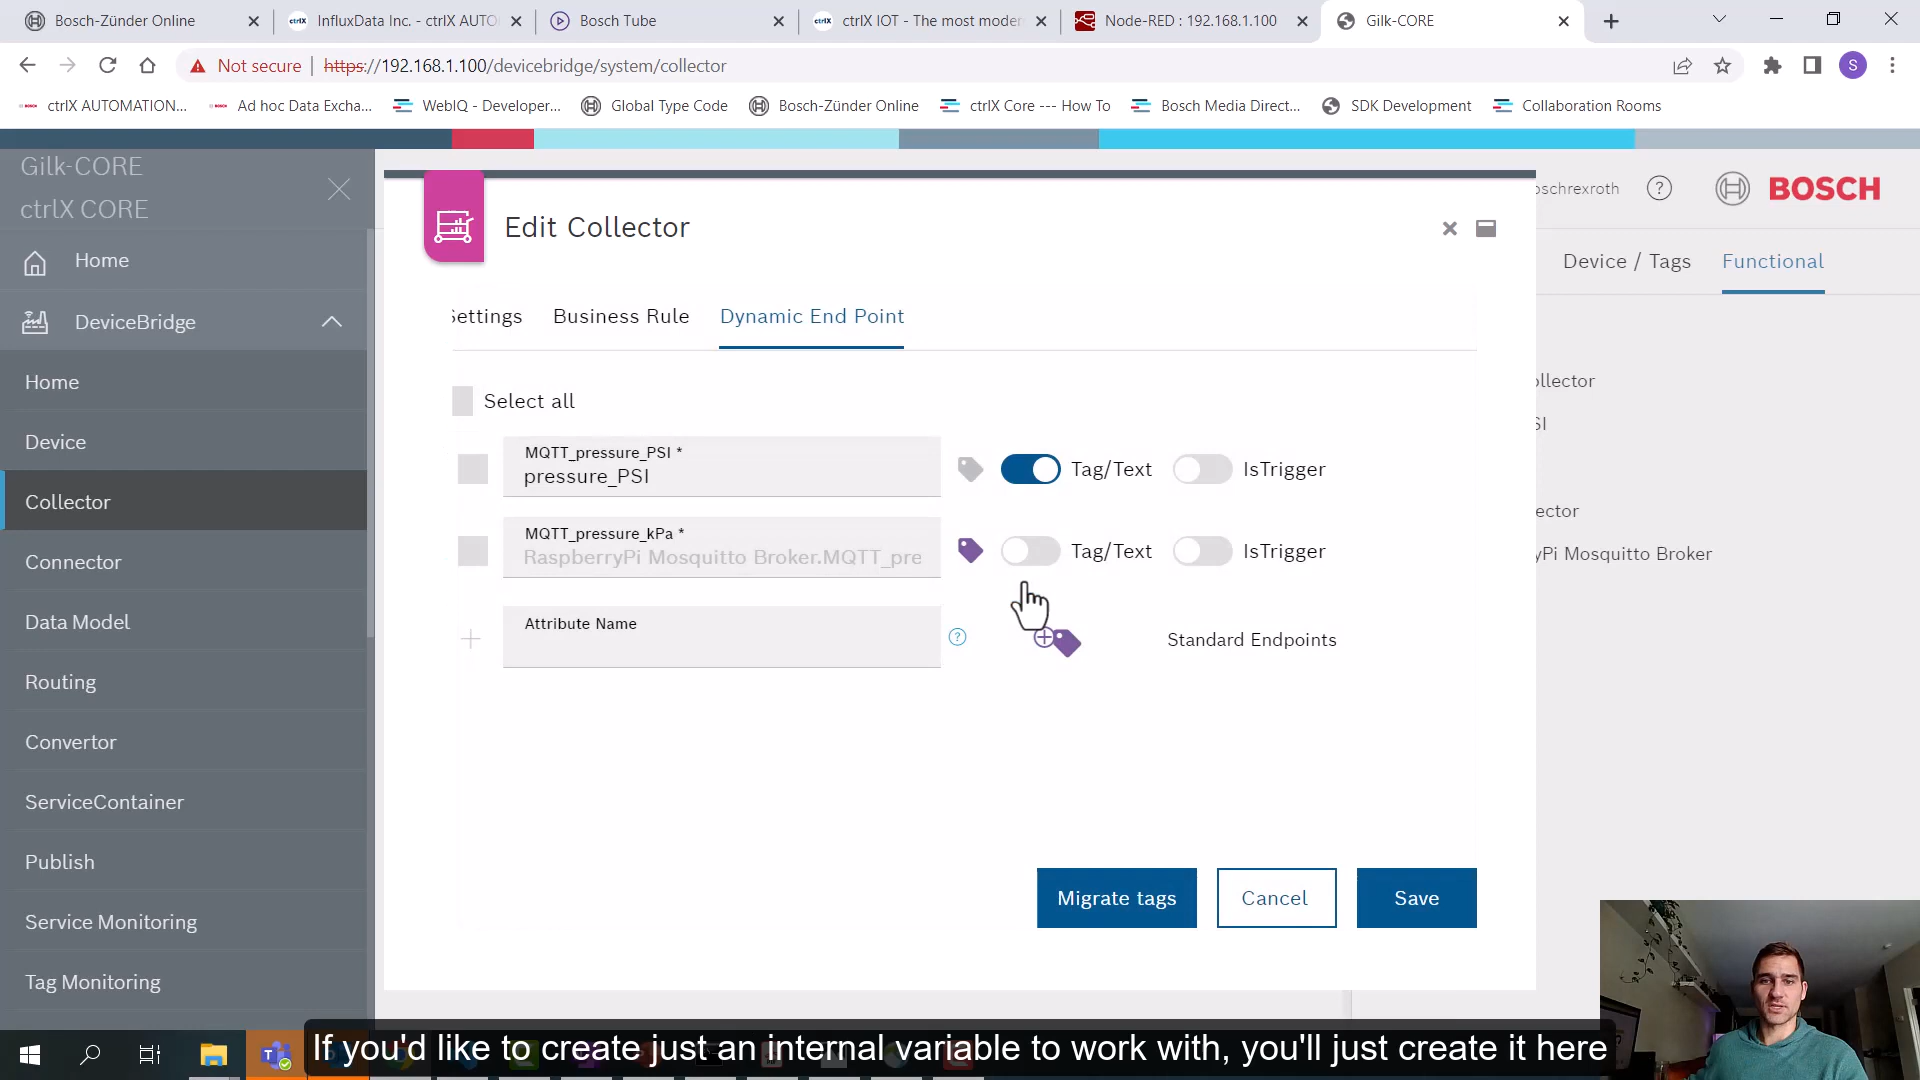 Bosch-Zünder Online
InfluxData Inc. - ctrlX AUTO
Bosch Tube
ctrlX IOT - The most moder
Node-RED : 192.168.1.100
Gilk-CORE
Not secure
https://192.168.1.100/devicebridge/system/collector
S
ctrlX AUTOMATION...
Ad hoc Data Excha...
WebIQ - Developer...
Global Type Code
Bosch-Zünder Online
ctrlX Core --- How To
Bosch Media Direct...
SDK Development
Collaboration Rooms
Gilk-CORE
ctrlX CORE
Home
DeviceBridge
Home
Device
Collector
Connector
Data Model
Routing
Convertor
ServiceContainer
Publish
Service Monitoring
Tag Monitoring
Edit Collector
oschrexroth
BOSCH
Device / Tags
Functional
Settings
Business Rule
Dynamic End Point
Select all
MQTT_pressure_PSI *
pressure_PSI
Tag/Text
IsTrigger
MQTT_pressure_kPa *
RaspberryPi Mosquitto Broker.MQTT_pre
Tag/Text
IsTrigger
Attribute Name
Standard Endpoints
Migrate tags
Cancel
Save
ollector
SI
ector
yPi Mosquitto Broker
If you'd like to create just an internal variable to work with, you'll just create it here